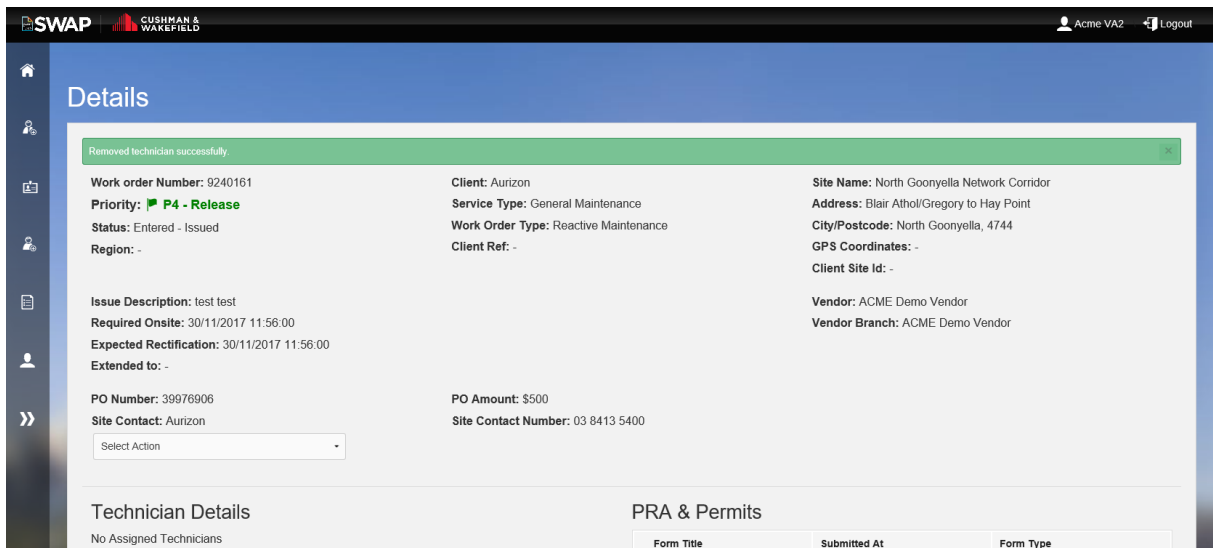 SWAP
CUSHMAN &
WAKEFIELD
Acme VA2
Logout
Details
Removed technician successfully.
×
Work order Number: 9240161
Priority: P4 - Release
Status: Entered - Issued
Region: -
Client: Aurizon
Service Type: General Maintenance
Work Order Type: Reactive Maintenance
Client Ref: -
Site Name: North Goonyella Network Corridor
Address: Blair Athol/Gregory to Hay Point
City/Postcode: North Goonyella, 4744
GPS Coordinates: -
Client Site Id: -
Issue Description: test test
Required Onsite: 30/11/2017 11:56:00
Expected Rectification: 30/11/2017 11:56:00
Extended to: -
Vendor: ACME Demo Vendor
Vendor Branch: ACME Demo Vendor
PO Number: 39976906
Site Contact: Aurizon
PO Amount: $500
Site Contact Number: 03 8413 5400
Select Action
Technician Details
No Assigned Technicians
PRA & Permits
Form Title
Submitted At
Form Type